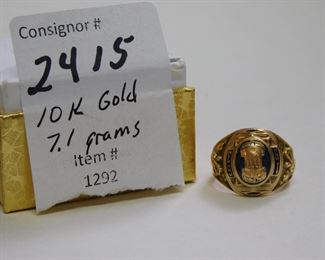 Consignor #
2415
10K Gold
7.1 grams
Item #
1292